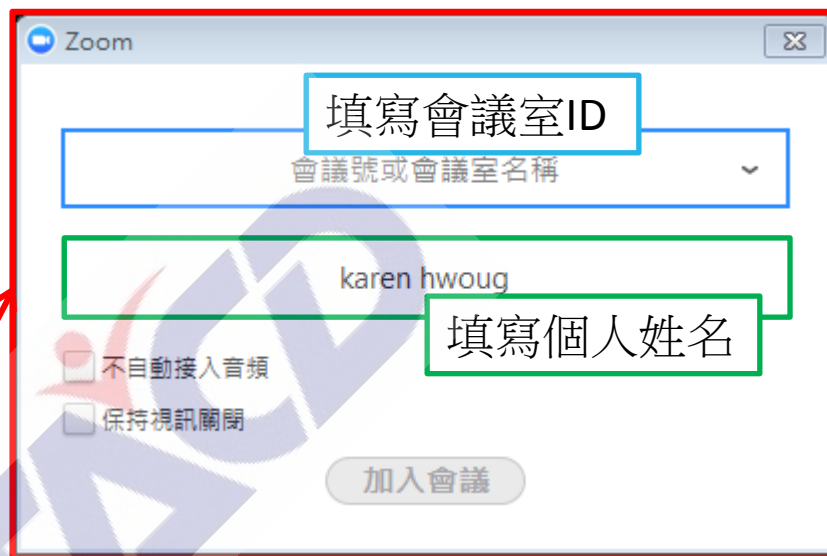 Zoom
填寫會議室ID
會議號或會議室名稱
karen hwoug
填寫個人姓名
不自動接入音頻
保持視訊關閉
加入會議